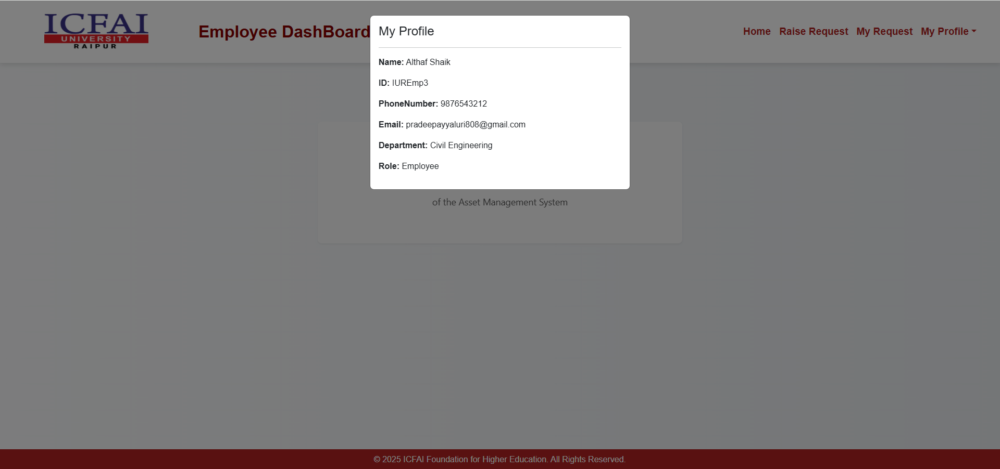 ICFAI
UNIVERSITY
RAIPUR
Employee DashBoard
Home Raise Request My Request My Profile
My Profile
Name: Althaf Shaik
ID: IUREmp3
PhoneNumber: 9876543212
Email: pradeepayyaluri808@gmail.com
Department: Civil Engineering
Role: Employee
of the Asset Management System
© 2025 ICFAI Foundation for Higher Education. All Rights Reserved.